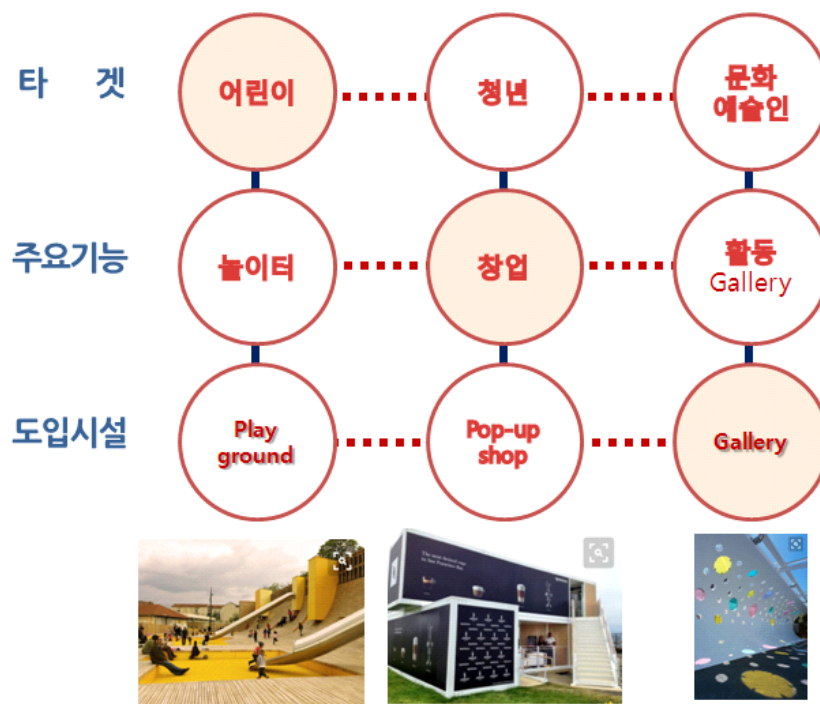 타 겟
어린이
청년
문화
예술인
주요기능
놀이터
창업
활동
Gallery
도입시설
Play
ground
Pop-up
shop
Gallery